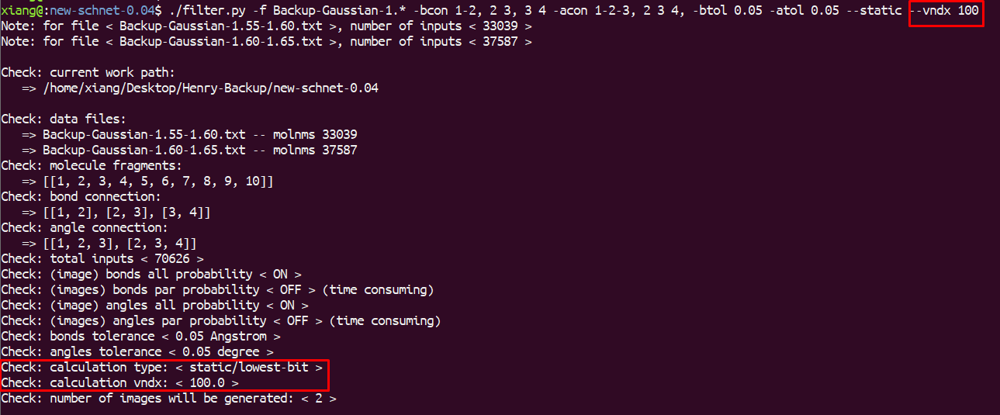 xiang@:new-schnet-0.04$ ./filter.py -f Backup-Gaussian-1.* -bcon 1-2, 2 3, 3 4 -acon 1-2-3, 2 3 4, -btol 0.05 -atol 0.05 --static --vndx 100
Note: for file < Backup-Gaussian-1.55-1.60.txt >, number of inputs < 33039 >
Note: for file < Backup-Gaussian-1.60-1.65.txt >, number of inputs < 37587 >
Check: current work path:
=> /home/xiang/Desktop/Henry-Backup/new-schnet-0.04
Check: data files:
=> Backup-Gaussian-1.55-1.60.txt -- molnms 33039
=> Backup-Gaussian-1.60-1.65.txt -- molnms 37587
Check: molecule fragments:
=> [[1, 2, 3, 4, 5, 6, 7, 8, 9, 10]]
Check: bond connection:
=> [[1, 2], [2, 3], [3, 4]]
Check: angle connection:
=> [[1, 2, 3], [2, 3, 4]]
Check: total inputs < 70626 >
Check: (image) bonds all probability < ON >
Check: (images) bonds par probability < OFF > (time consuming)
Check: (image) angles all probability < ON >
Check: (images) angles par probability < OFF > (time consuming)
Check: bonds tolerance < 0.05 Angstrom >
Check: angles tolerance < 0.05 degree >
Check: calculation type: < static/lowest-bit >
Check: calculation vndx: < 100.0 >
Check: number of images will be generated: < 2 >